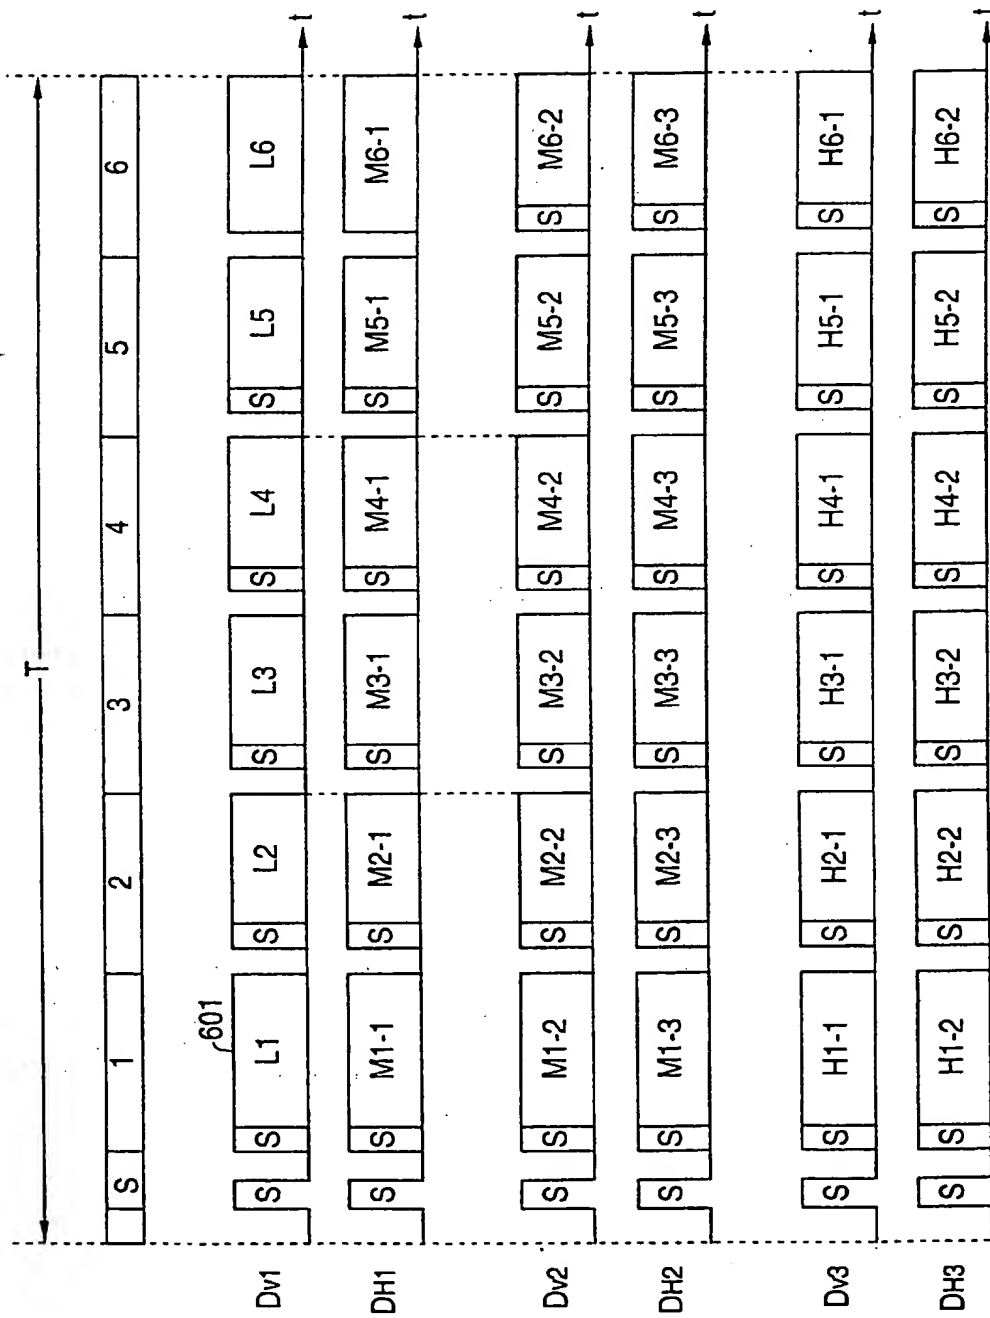 T
S 1 2 3 4 5 6
601
Dv1 S S L1 S L2 S L3 S L4 S L5 L6 t
DH1 S S M1-1 S M2-1 S M3-1 S M4-1 S M5-1 M6-1 t
Dv2 S S M1-2 S M2-2 S M3-2 S M4-2 S M5-2 S M6-2 t
DH2 S S M1-3 S M2-3 S M3-3 S M4-3 S M5-3 S M6-3 t
Dv3 S S H1-1 S H2-1 S H3-1 S H4-1 S H5-1 S H6-1 t
DH3 S S H1-2 S H2-2 S H3-2 S H4-2 S H5-2 S H6-2 t